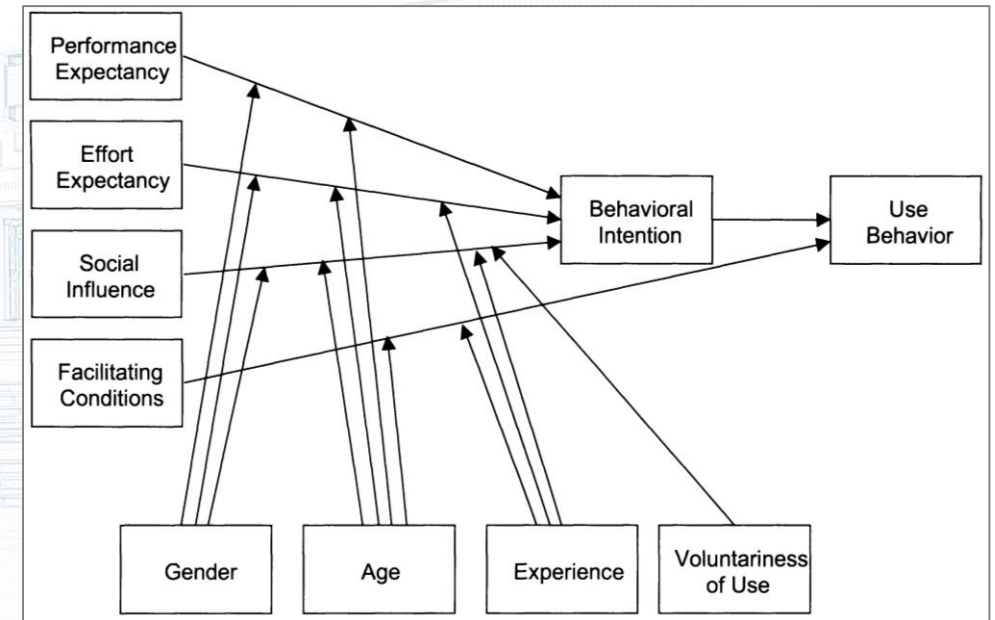 Performance
Expectancy
Effort
Expectancy
Social
Influence
Facilitating
Conditions
Behavioral
Intention
Use
Behavior
Gender
Age
Experience
Voluntariness
of Use